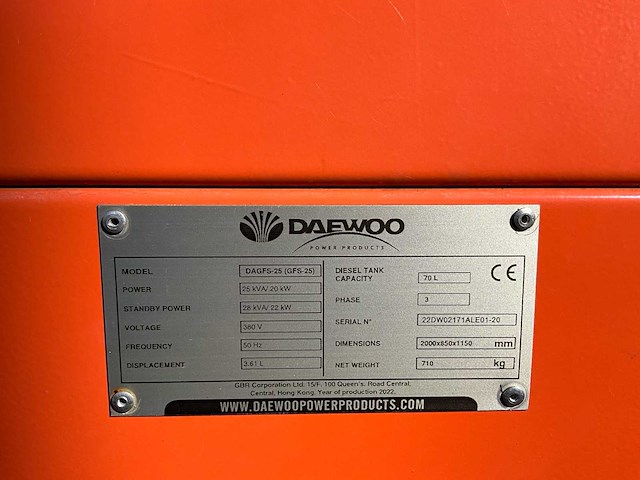 DAEWOO
POWER PRODUCTS
MODEL DAGFS-25 (GFS-25)
POWER 25 kVA/ 20 kW
STANDBY POWER 28 kVA/ 22 kW
VOLTAGE 380 V
FREQUENCY 50 Hz
DISPLACEMENT 3.61 L
DIESEL TANK
CAPACITY 70 L
PHASE 3
SERIAL N° 22DW02171ALE01-20
DIMENSIONS 2000x850x1150 mm
NET WEIGHT 710 kg
CE
GBR Corporation Ltd. 15/F. 100 Queen's. Road Central,
Central, Hong Kong. Year of production 2022.
WWW.DAEWOOPOWERPRODUCTS.COM